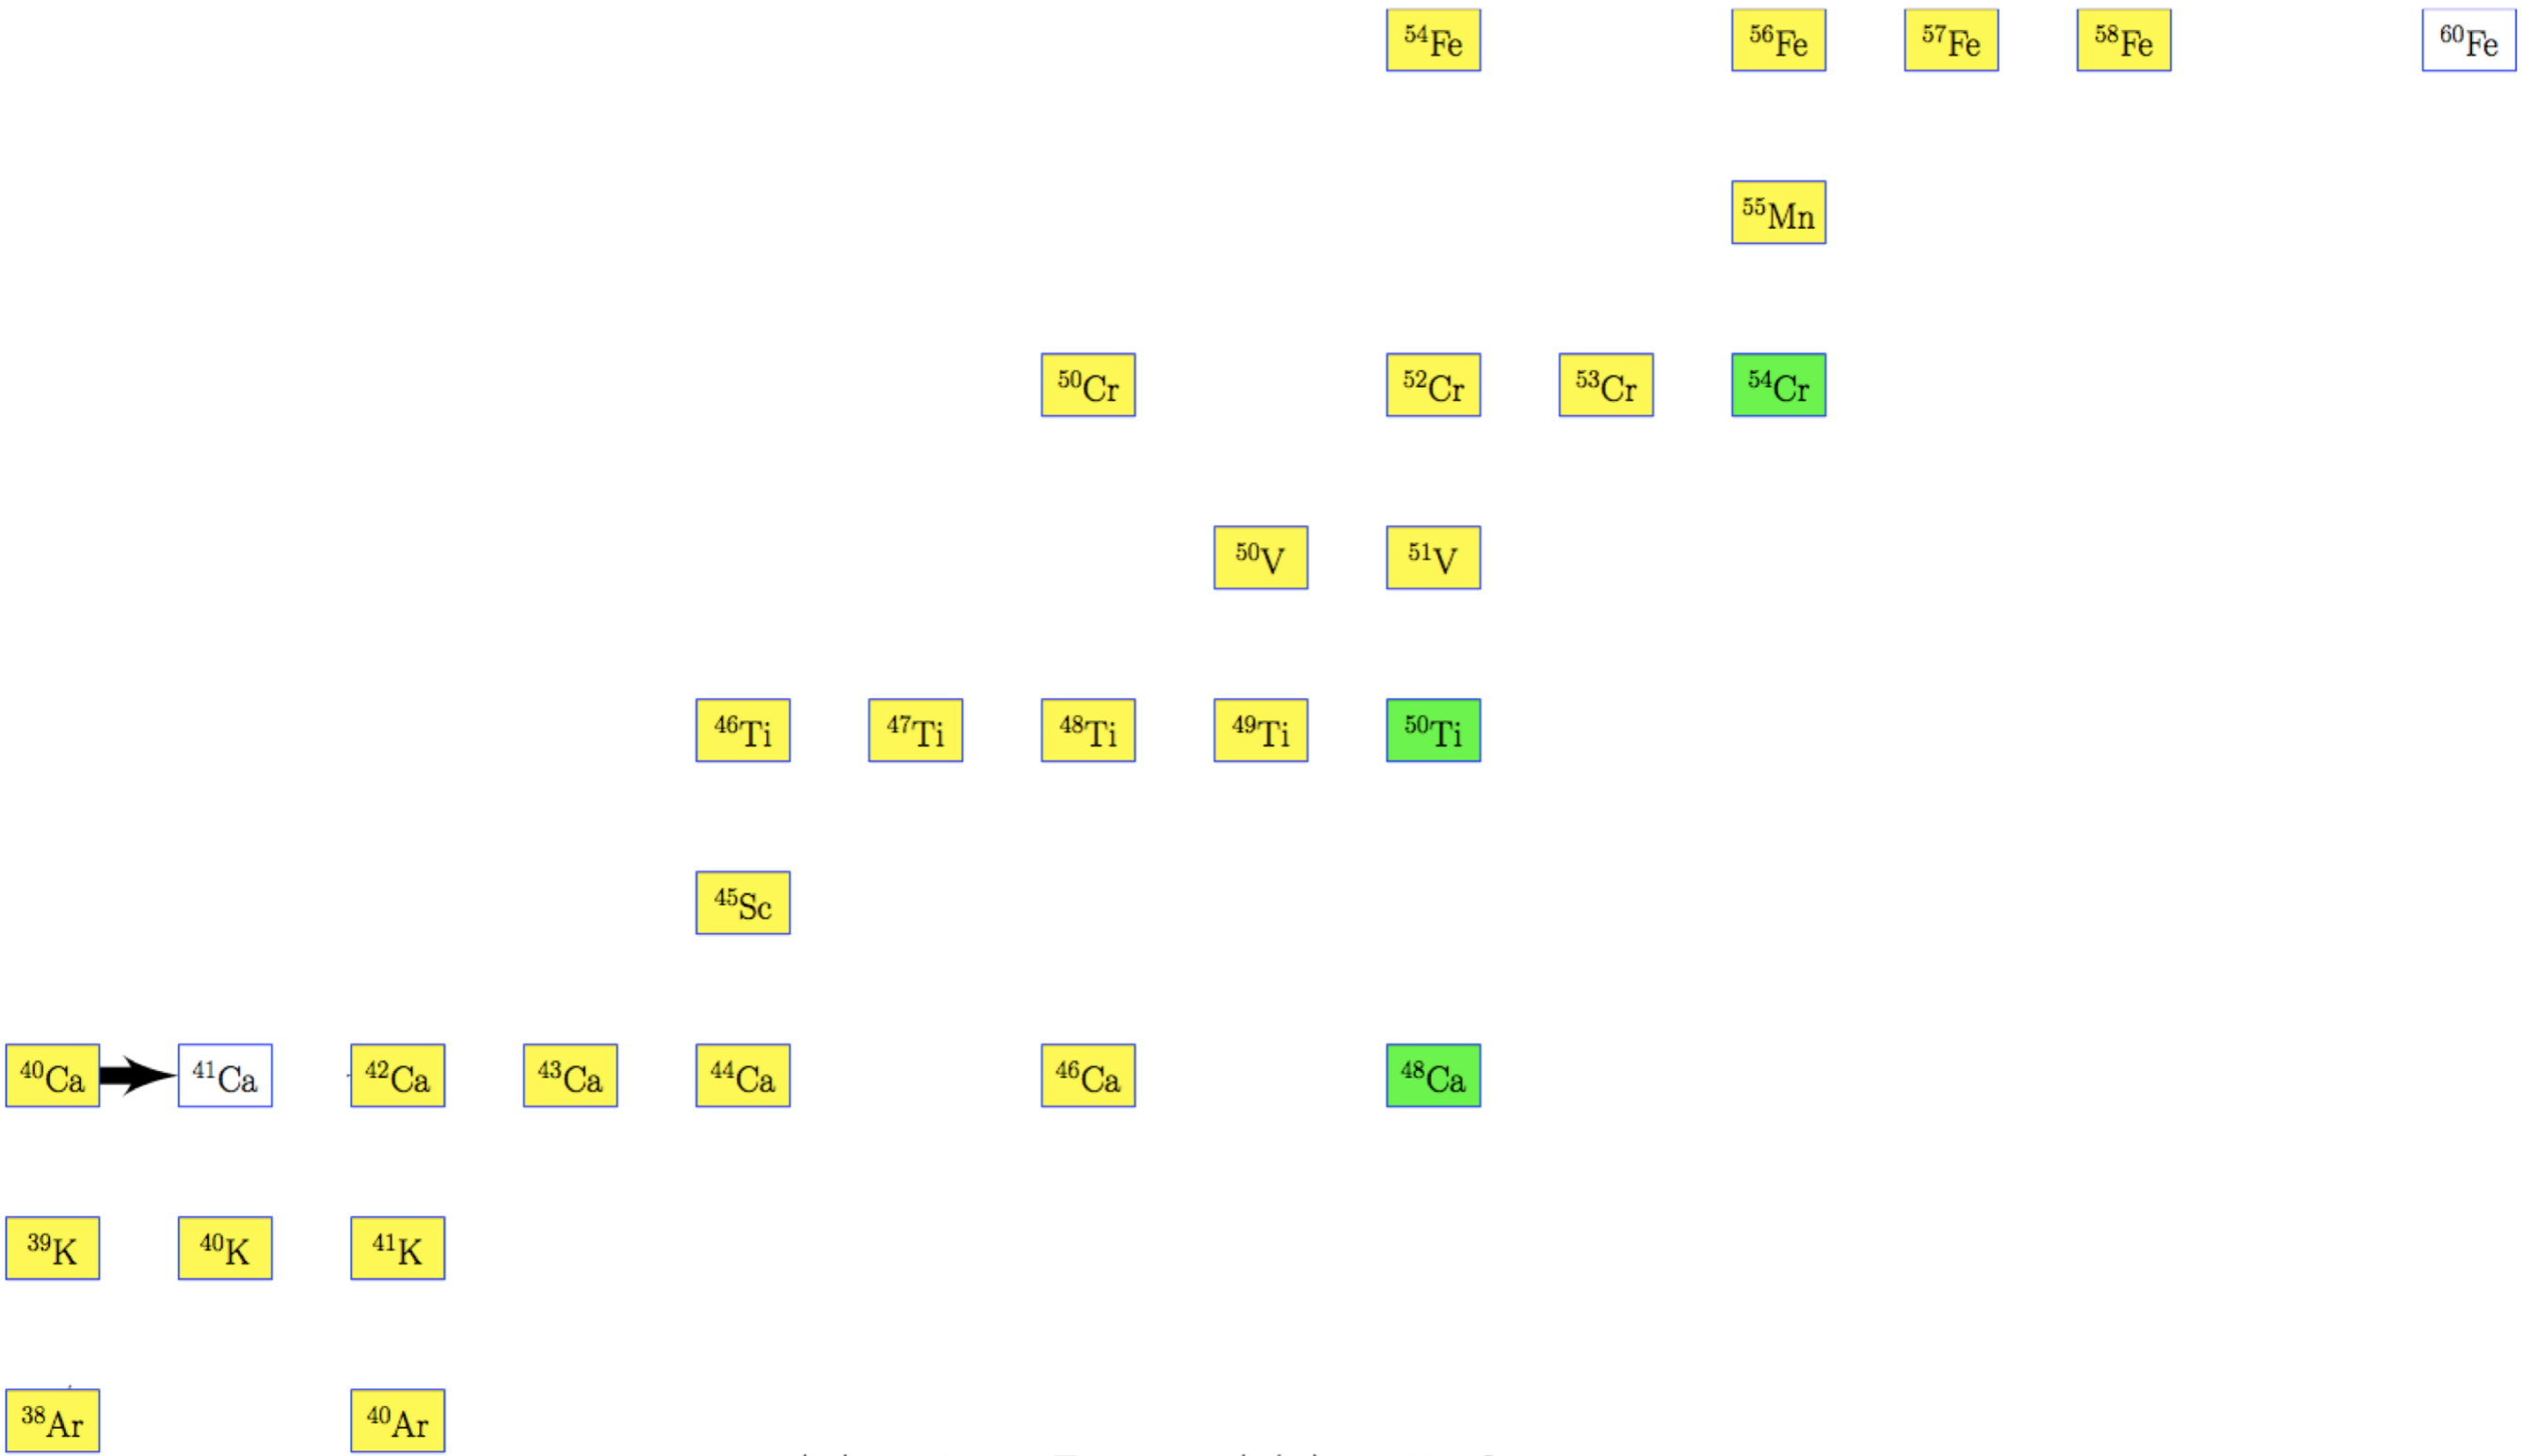 ⁵⁴Fe ⁵⁶Fe ⁵⁷Fe ⁵⁸Fe ⁶⁰Fe
⁵⁵Mn
⁵⁰Cr ⁵²Cr ⁵³Cr ⁵⁴Cr
⁵⁰V ⁵¹V
⁴⁶Ti ⁴⁷Ti ⁴⁸Ti ⁴⁹Ti ⁵⁰Ti
⁴⁵Sc
⁴⁰Ca ⁴¹Ca ⁴²Ca ⁴³Ca ⁴⁴Ca ⁴⁶Ca ⁴⁸Ca
³⁹K ⁴⁰K ⁴¹K
³⁸Ar ⁴⁰Ar